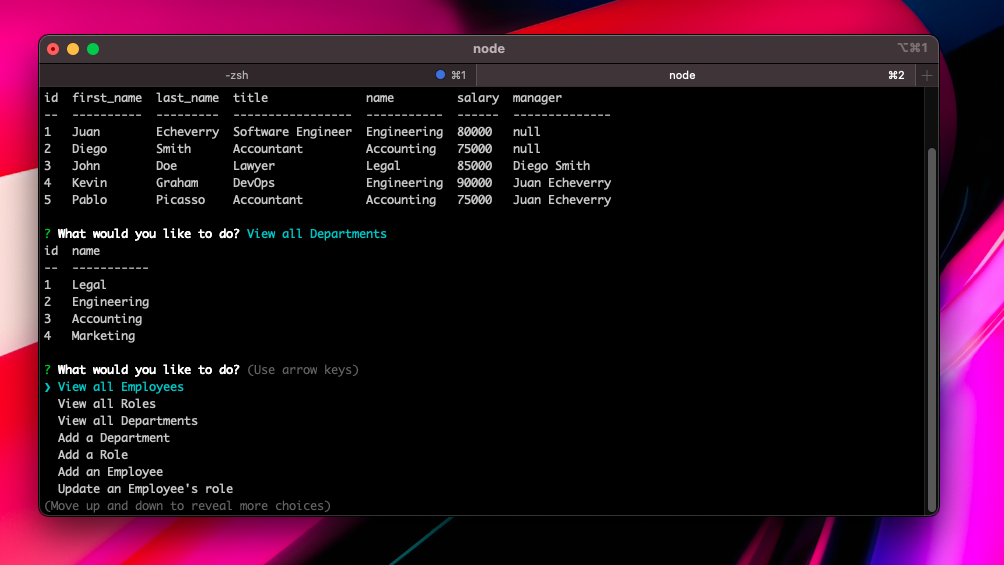 node
⌥⌘1
-zsh ⌘1 node ⌘2 +
id first_name last_name title name salary manager
-- ---------- --------- ----------------- ----------- ------ --------------
1 Juan Echeverry Software Engineer Engineering 80000 null
2 Diego Smith Accountant Accounting 75000 null
3 John Doe Lawyer Legal 85000 Diego Smith
4 Kevin Graham DevOps Engineering 90000 Juan Echeverry
5 Pablo Picasso Accountant Accounting 75000 Juan Echeverry
? What would you like to do? View all Departments
id name
-- -----------
1 Legal
2 Engineering
3 Accounting
4 Marketing
? What would you like to do? (Use arrow keys)
❯ View all Employees
View all Roles
View all Departments
Add a Department
Add a Role
Add an Employee
Update an Employee's role
(Move up and down to reveal more choices)